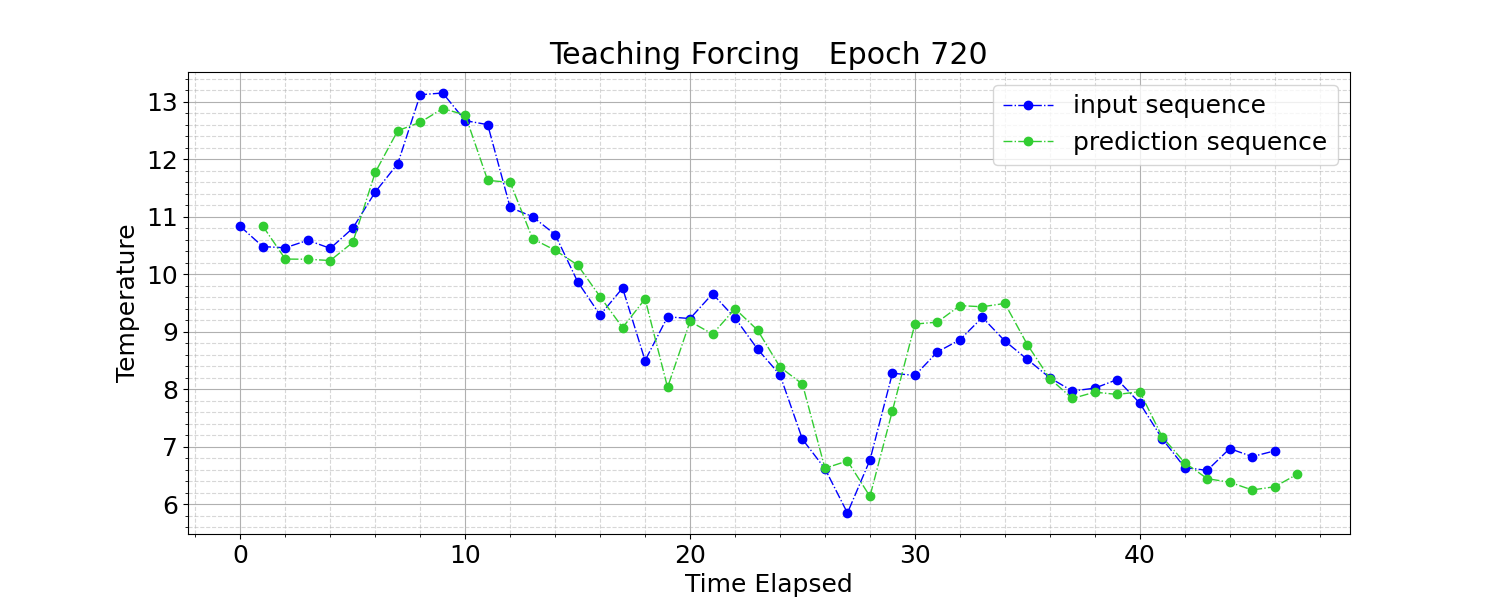 Teaching Forcing   Epoch 720
input sequence
prediction sequence
Temperature
13
12
11
10
9
8
7
6
0 10 20 30 40
Time Elapsed